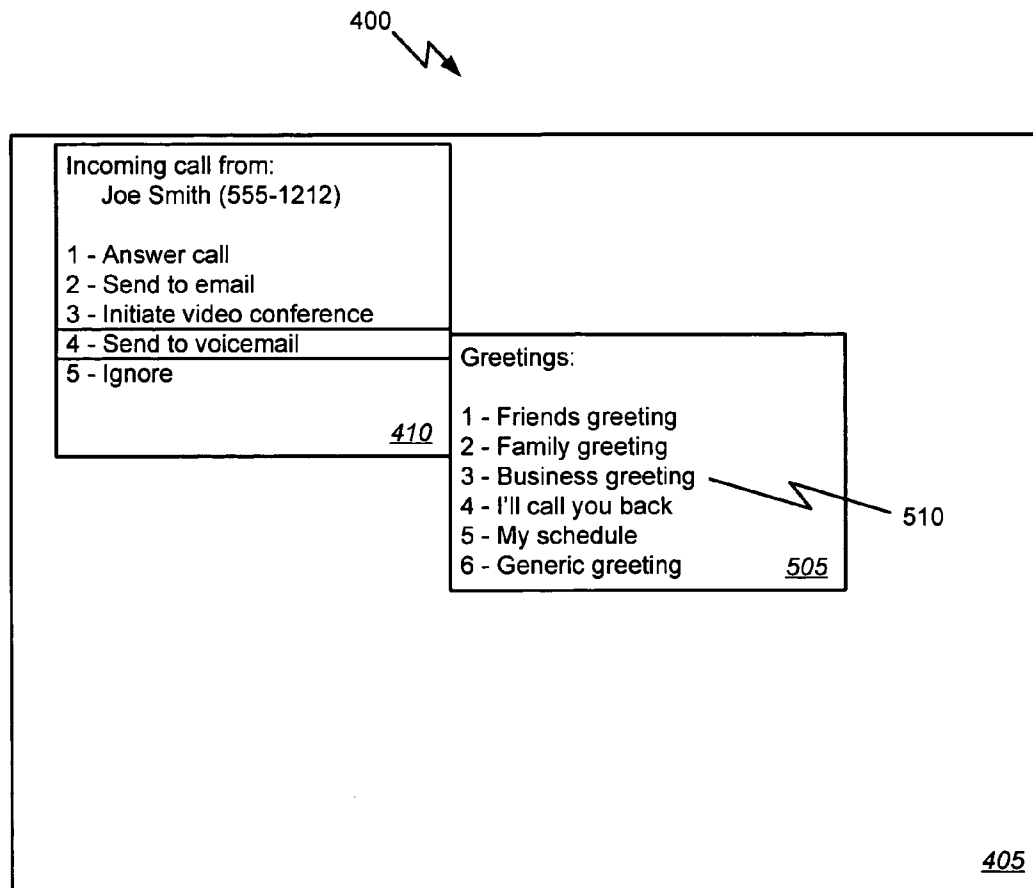 400
Incoming call from:
Joe Smith (555-1212)
1 - Answer call
2 - Send to email
3 - Initiate video conference
4 - Send to voicemail
5 - Ignore
410
Greetings:
1 - Friends greeting
2 - Family greeting
3 - Business greeting
4 - I'll call you back
5 - My schedule
6 - Generic greeting
505
510
405